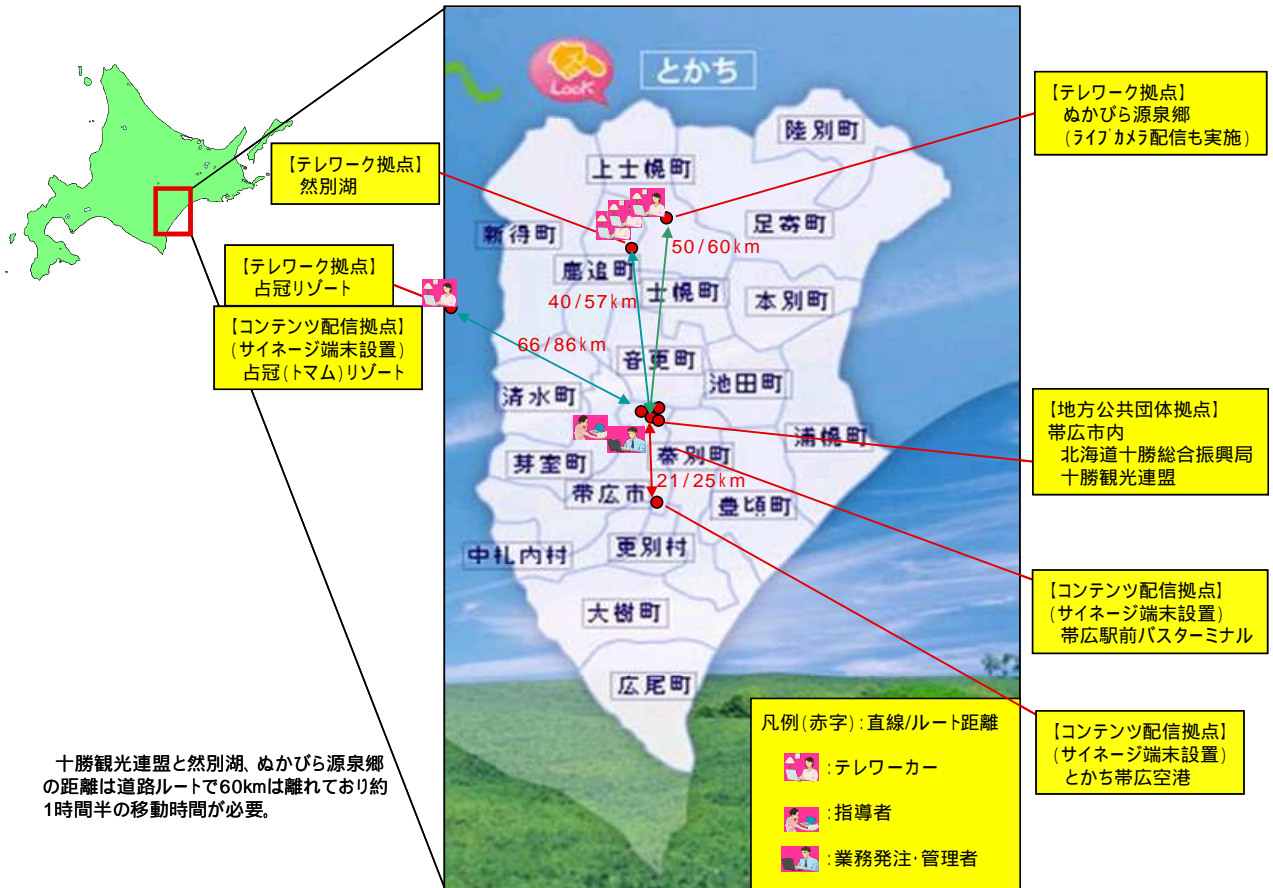 Look
とかち
陸別町
上士幌町
足寄町
新得町
鹿追町
士幌町
本別町
音更町
池田町
清水町
浦幌町
芽室町
幕別町
帯広市
豊頃町
中札内村
更別村
大樹町
広尾町
50/60km
40/57km
66/86km
21/25km
【テレワーク拠点】
然別湖
【テレワーク拠点】
占冠リゾート
【コンテンツ配信拠点】
(サイネージ端末設置)
占冠(トマム)リゾート
【テレワーク拠点】
ぬかびら源泉郷
(ライブカメラ配信も実施)
【地方公共団体拠点】
帯広市内
北海道十勝総合振興局
十勝観光連盟
【コンテンツ配信拠点】
(サイネージ端末設置)
帯広駅前バスターミナル
【コンテンツ配信拠点】
(サイネージ端末設置)
とかち帯広空港
凡例(赤字):直線/ルート距離
:テレワーカー
:指導者
:業務発注・管理者
十勝観光連盟と然別湖、ぬかびら源泉郷
の距離は道路ルートで60kmは離れており約
1時間半の移動時間が必要。